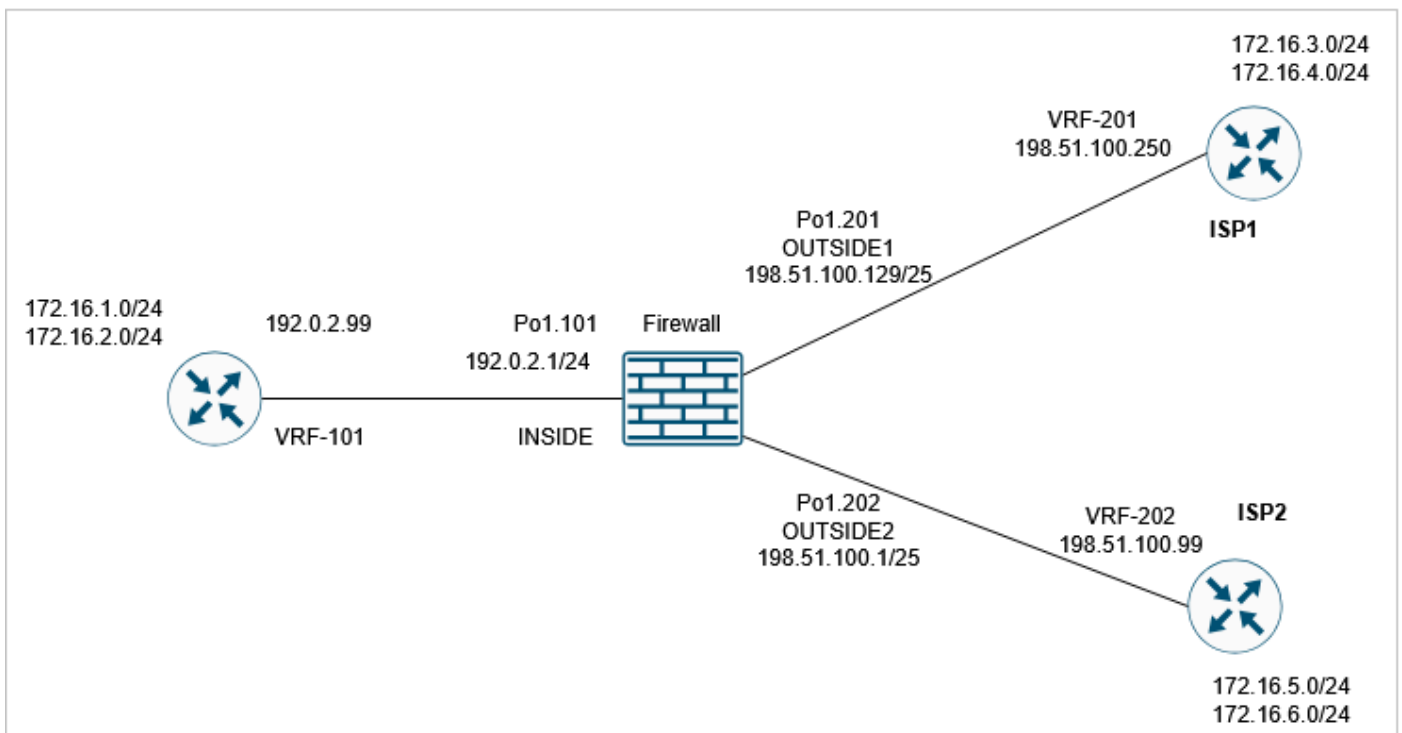 172.16.3.0/24
172.16.4.0/24
VRF-201
198.51.100.250
ISP1
Po1.201
OUTSIDE1
198.51.100.129/25
172.16.1.0/24
172.16.2.0/24
192.0.2.99
Po1.101
Firewall
192.0.2.1/24
VRF-101
INSIDE
Po1.202
OUTSIDE2
198.51.100.1/25
VRF-202
198.51.100.99
ISP2
172.16.5.0/24
172.16.6.0/24